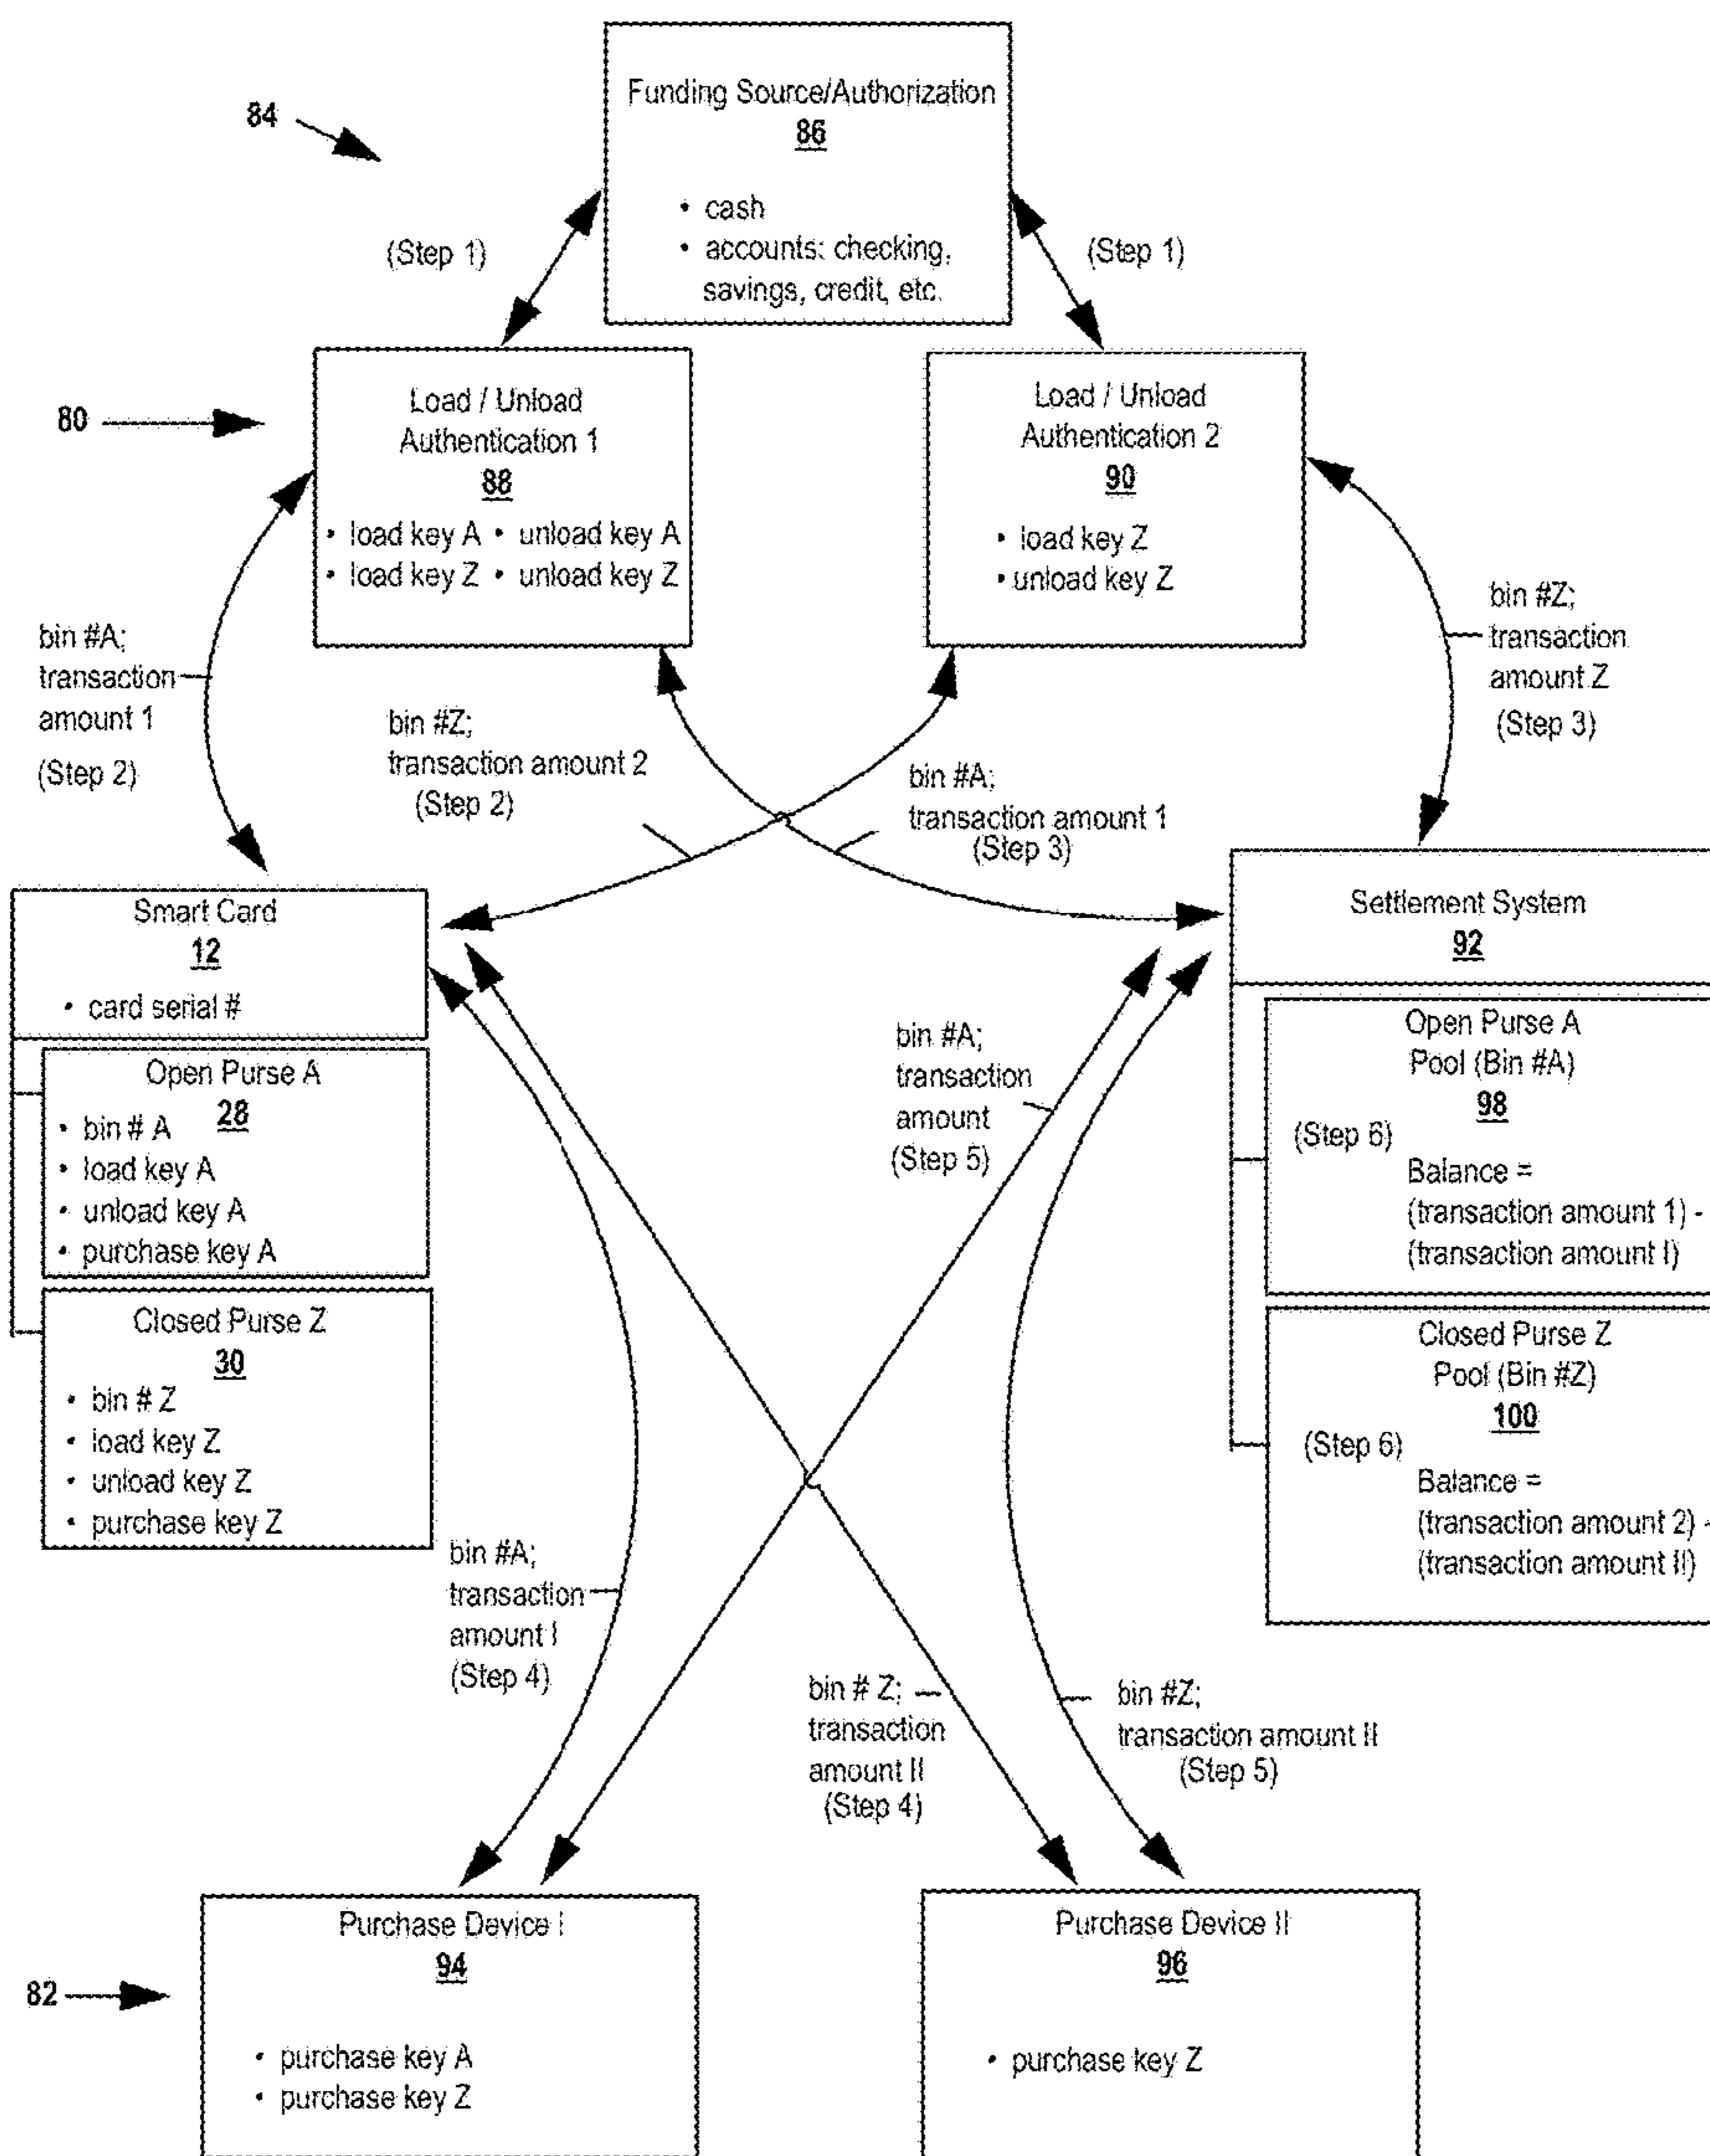 Funding Source/Authorization
86
• cash
• accounts: checking,
savings, credit, etc.
84
(Step 1)
(Step 1)
80
Load / Unload
Authentication 1
88
• load key A • unload key A
• load key Z • unload key Z
Load / Unload
Authentication 2
90
• load key Z
• unload key Z
bin #A;
transaction
amount 1
(Step 2)
bin #Z;
transaction amount 2
(Step 2)
bin #A;
transaction amount 1
(Step 3)
bin #Z;
transaction
amount Z
(Step 3)
Smart Card
12
• card serial #
Open Purse A
28
• bin # A
• load key A
• unload key A
• purchase key A
Closed Purse Z
30
• bin # Z
• load key Z
• unload key Z
• purchase key Z
Settlement System
92
Open Purse A
Pool (Bin #A)
98
(Step 6)
Balance =
(transaction amount 1) -
(transaction amount I)
Closed Purse Z
Pool (Bin #Z)
100
(Step 6)
Balance =
(transaction amount 2) -
(transaction amount II)
bin #A;
transaction
amount
(Step 5)
bin #A;
transaction
amount I
(Step 4)
bin # Z;
transaction
amount II
(Step 4)
bin #Z;
transaction amount II
(Step 5)
82
Purchase Device I
94
• purchase key A
• purchase key Z
Purchase Device II
96
• purchase key Z